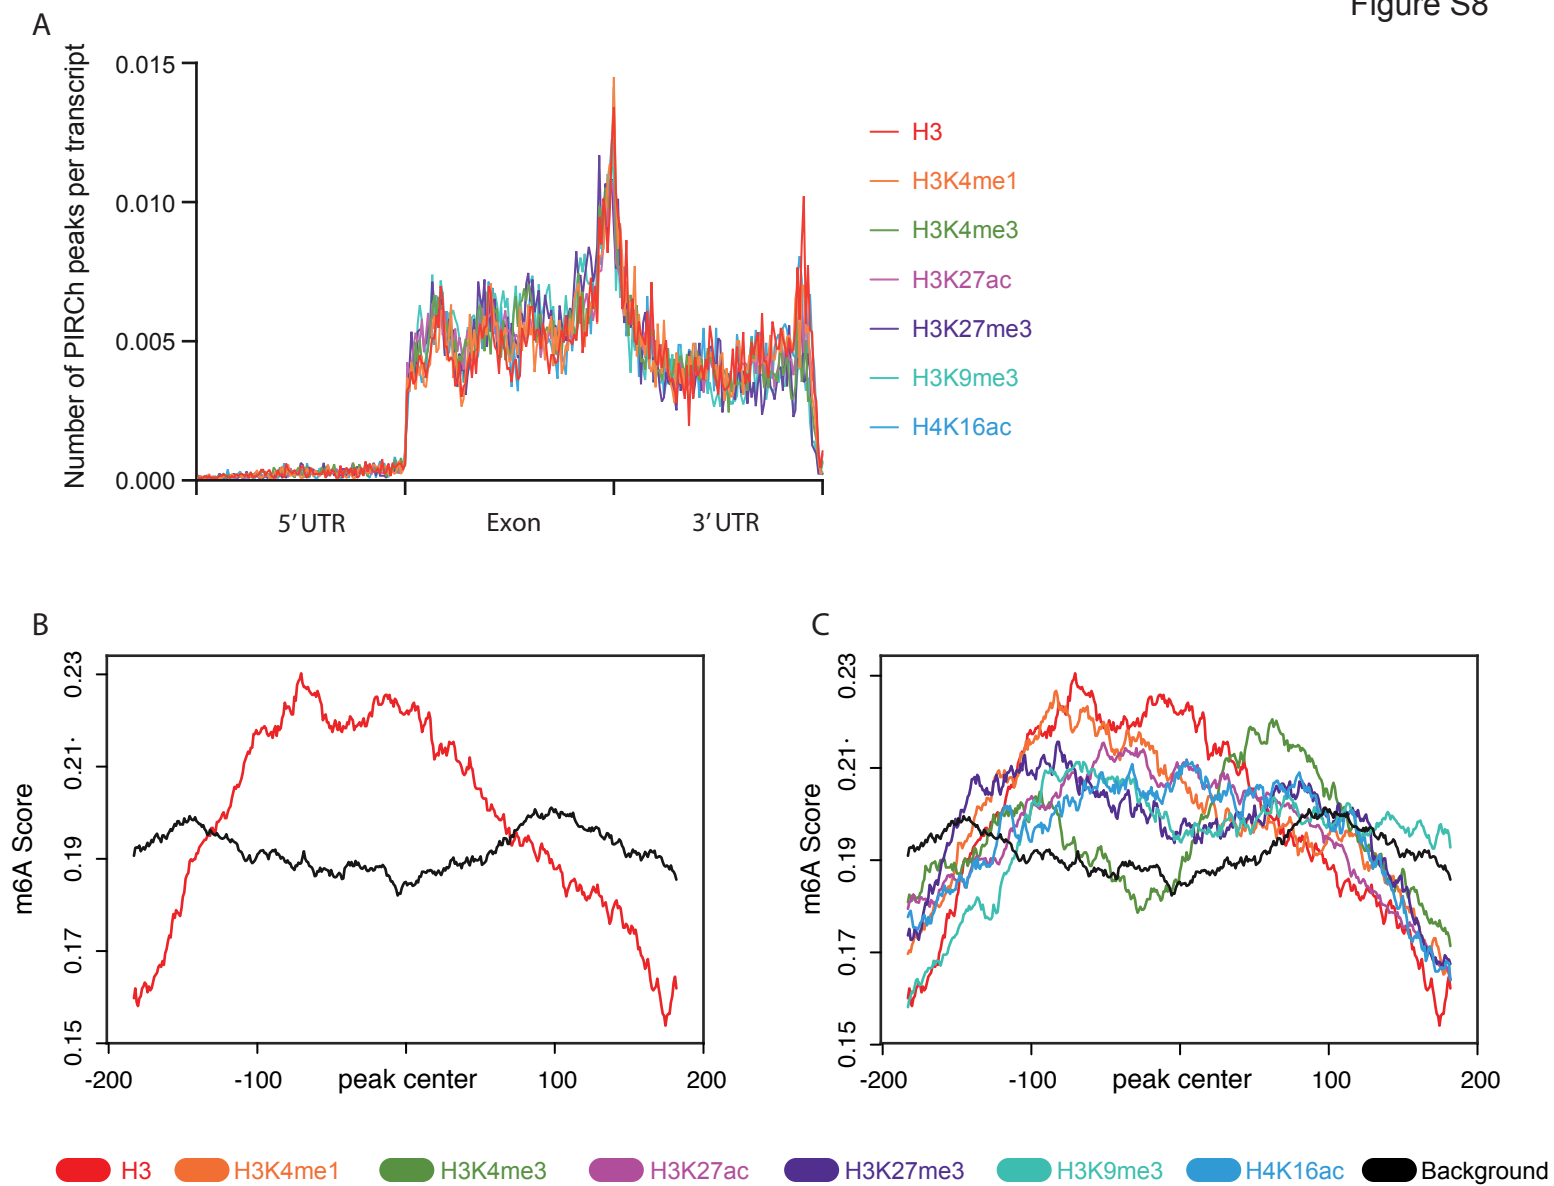 Figure S8
A
Number of PIRCh peaks per transcript
0.015
0.010
0.005
0.000
5' UTR Exon 3' UTR
H3
H3K4me1
H3K4me3
H3K27ac
H3K27me3
H3K9me3
H4K16ac
B
m6A Score
0.23
0.21
0.19
0.17
0.15
-200 -100 peak center 100 200
C
m6A Score
0.23
0.21
0.19
0.17
0.15
-200 -100 peak center 100 200
H3 H3K4me1 H3K4me3 H3K27ac H3K27me3 H3K9me3 H4K16ac Background